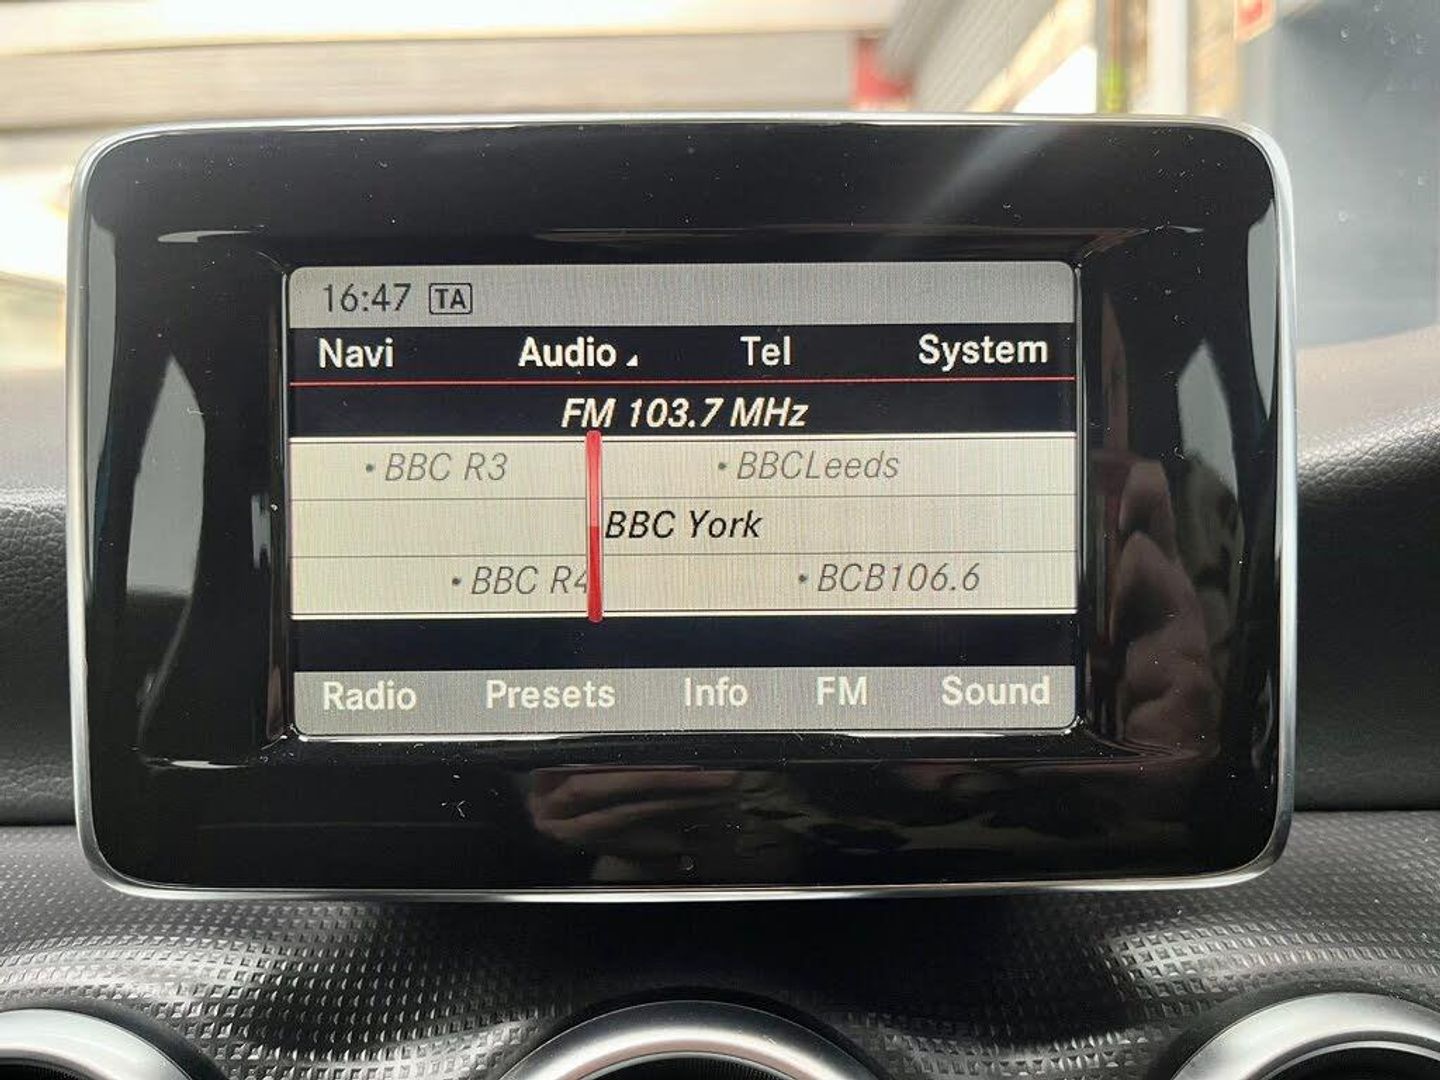 16:47 TA
Navi Audio Tel System
FM 103.7 MHz
• BBC R3 • BBCLeeds
BBC York
• BBC R4 • BCB106.6
Radio Presets Info FM Sound